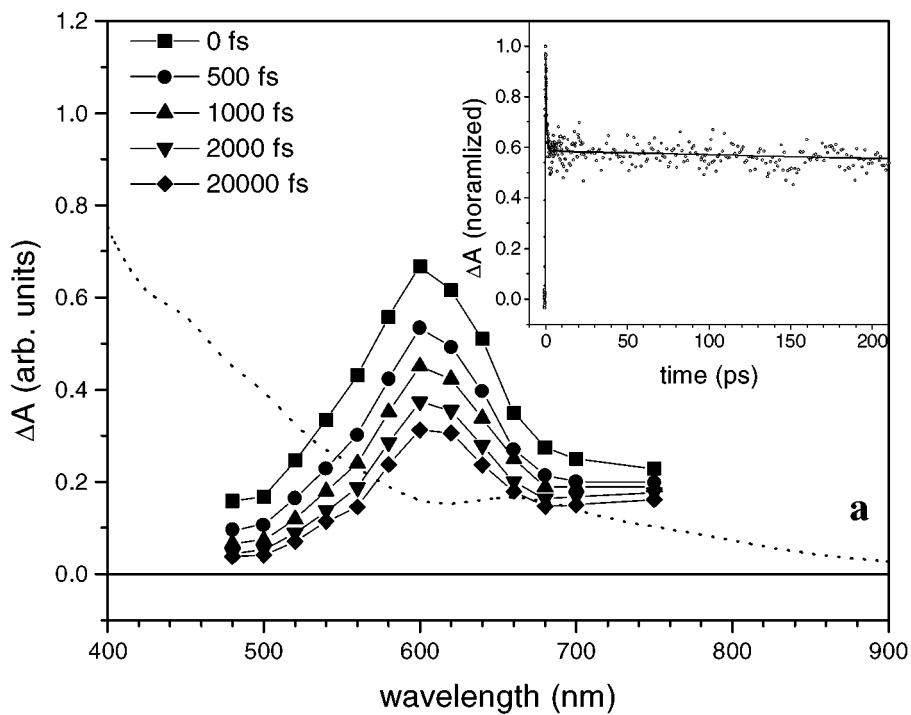 1.2
1.0
0.8
0.6
0.4
0.2
0.0
ΔA (arb. units)
0 fs
500 fs
1000 fs
2000 fs
20000 fs
1.0
0.8
0.6
0.4
0.2
0.0
ΔA (noramlized)
0 50 100 150 200
time (ps)
a
400 500 600 700 800 900
wavelength (nm)